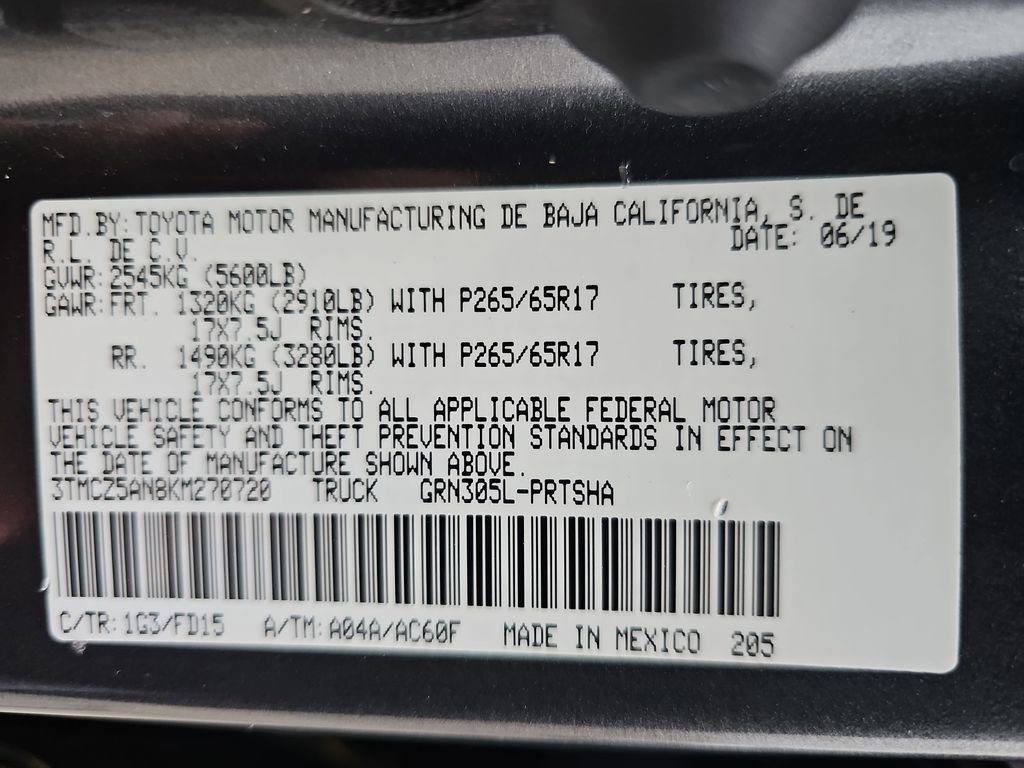 MFD.BY: TOYOTA MOTOR MANUFACTURING DE BAJA CALIFORNIA, S. DE
R.L. DE C.V. DATE: 06/19
GVWR: 2545KG (5600LB)
GAWR: FRT. 1320KG (2910LB) WITH P265/65R17 TIRES,
17X7.5J RIMS.
RR. 1490KG (3280LB) WITH P265/65R17 TIRES,
17X7.5J RIMS.
THIS VEHICLE CONFORMS TO ALL APPLICABLE FEDERAL MOTOR
VEHICLE SAFETY AND THEFT PREVENTION STANDARDS IN EFFECT ON
THE DATE OF MANUFACTURE SHOWN ABOVE.
3TMCZ5AN8KM270720 TRUCK GRN305L-PRTSHA
C/TR: 1G3/FD15 A/TM: A04A/AC60F MADE IN MEXICO 205